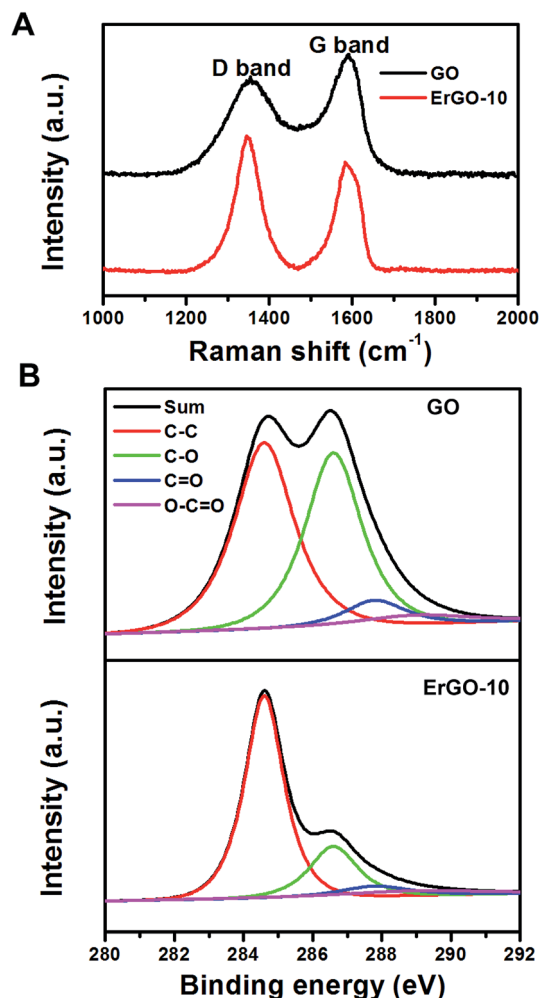 A
D band
G band
GO
ErGO-10
Intensity (a.u.)
1000 1200 1400 1600 1800 2000
Raman shift (cm⁻¹)
B
Sum
C-C
C-O
C=O
O-C=O
GO
Intensity (a.u.)
ErGO-10
Intensity (a.u.)
280 282 284 286 288 290 292
Binding energy (eV)